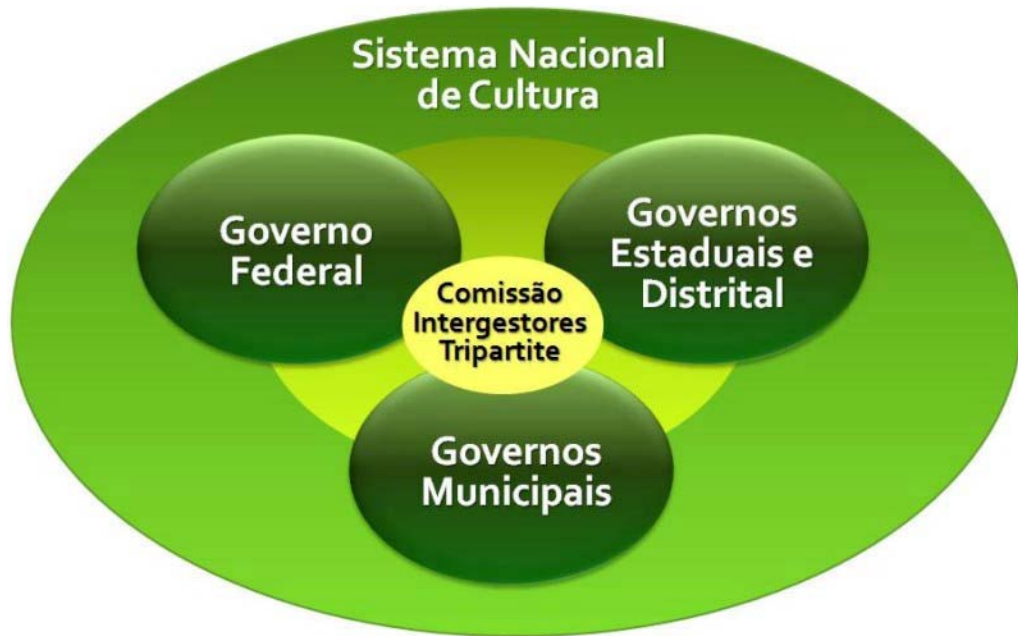 Sistema Nacional
de Cultura
Governo
Federal
Governos
Estaduais e
Distrital
Comissão
Intergestores
Tripartite
Governos
Municipais